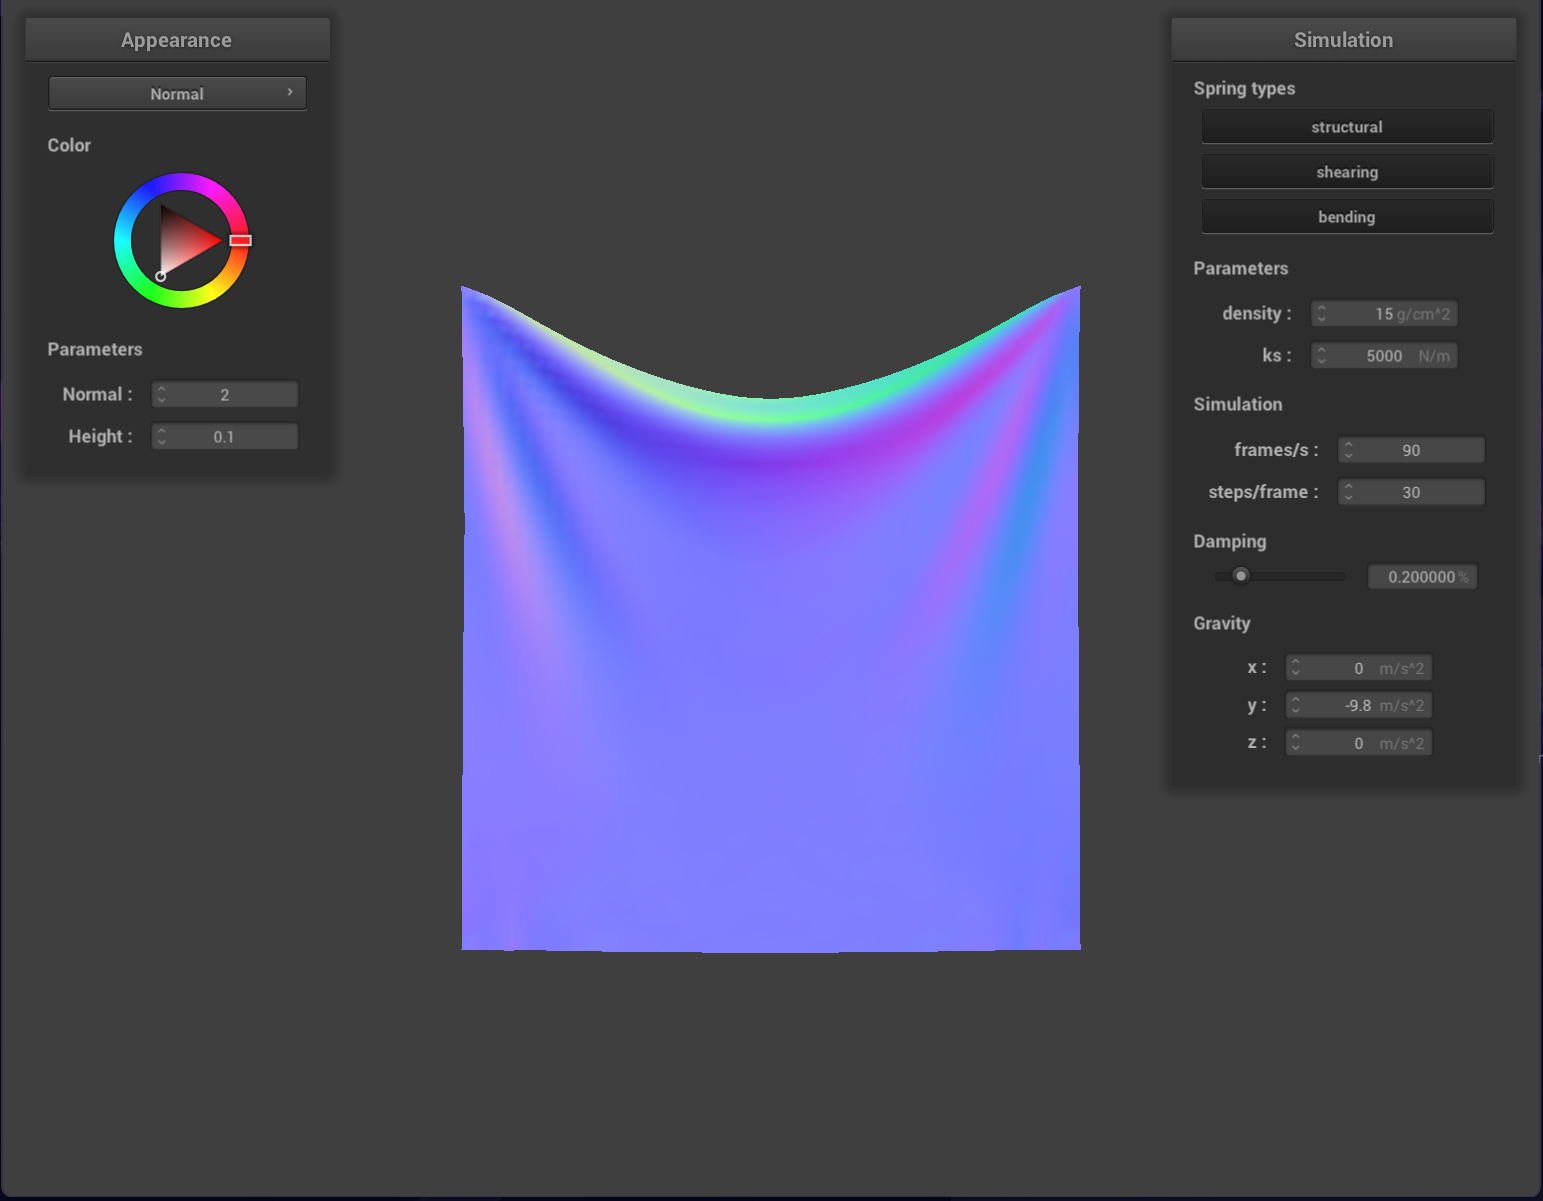 Appearance
Normal
Color
Parameters
Normal : 2
Height : 0.1
Simulation
Spring types
structural
shearing
bending
Parameters
density : 15 g/cm^2
ks : 5000 N/m
Simulation
frames/s : 90
steps/frame : 30
Damping
0.200000 %
Gravity
x : 0 m/s^2
y : -9.8 m/s^2
z : 0 m/s^2